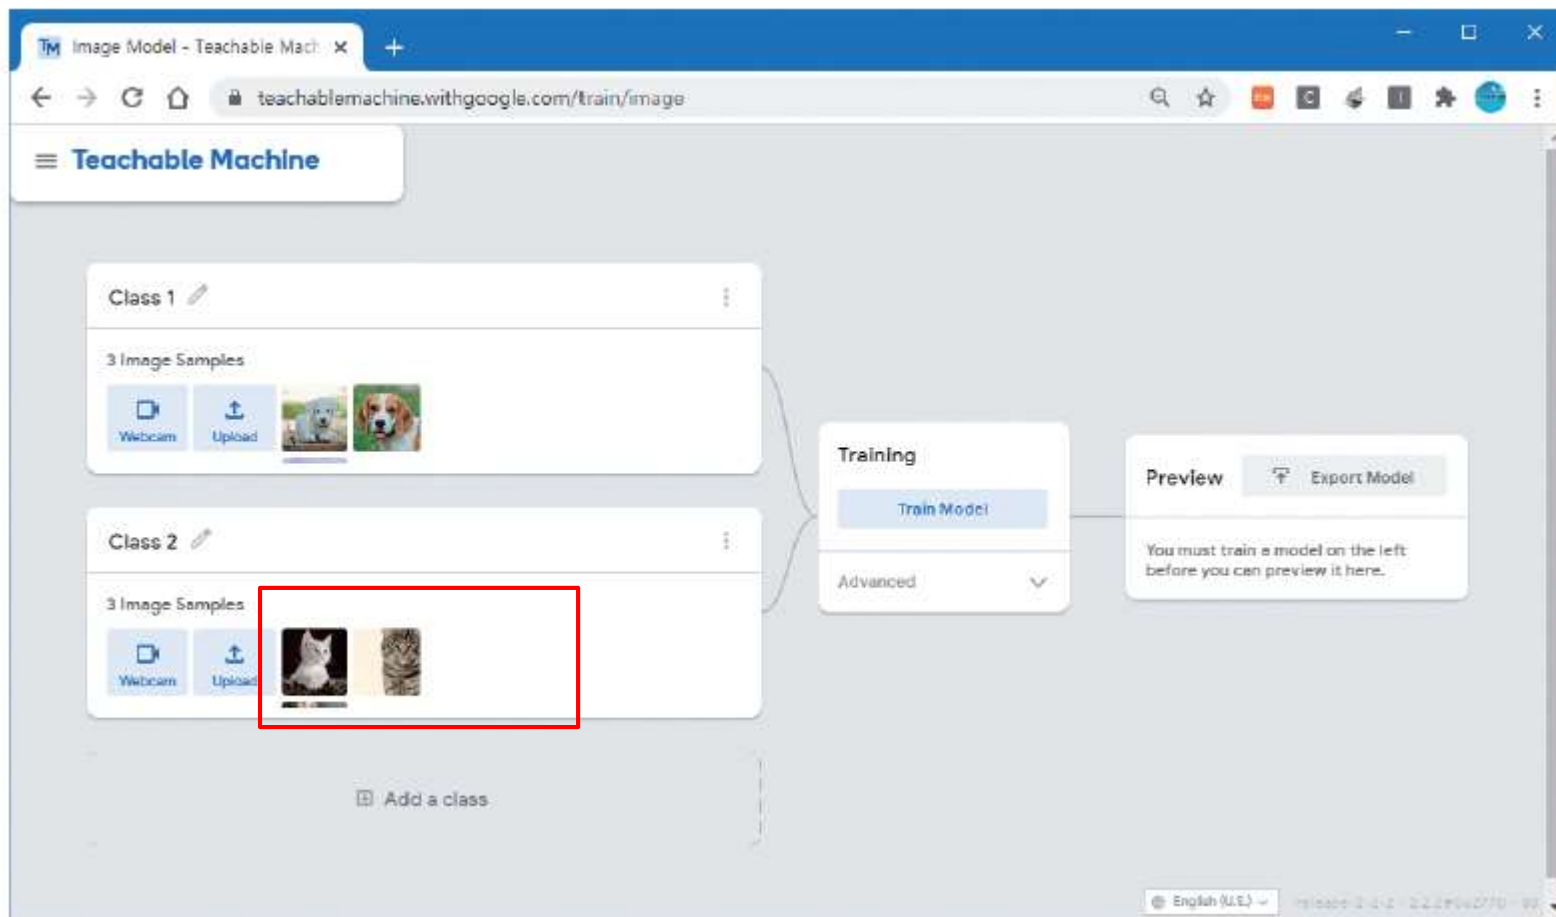 TM Image Model - Teachable Mach
teachablemachine.withgoogle.com/train/image
Teachable Machine
Class 1
3 Image Samples
Webcam Upload
Class 2
3 Image Samples
Webcam Upload
Add a class
Training
Train Model
Advanced
Preview Export Model
You must train a model on the left
before you can preview it here.
English (U.S.)